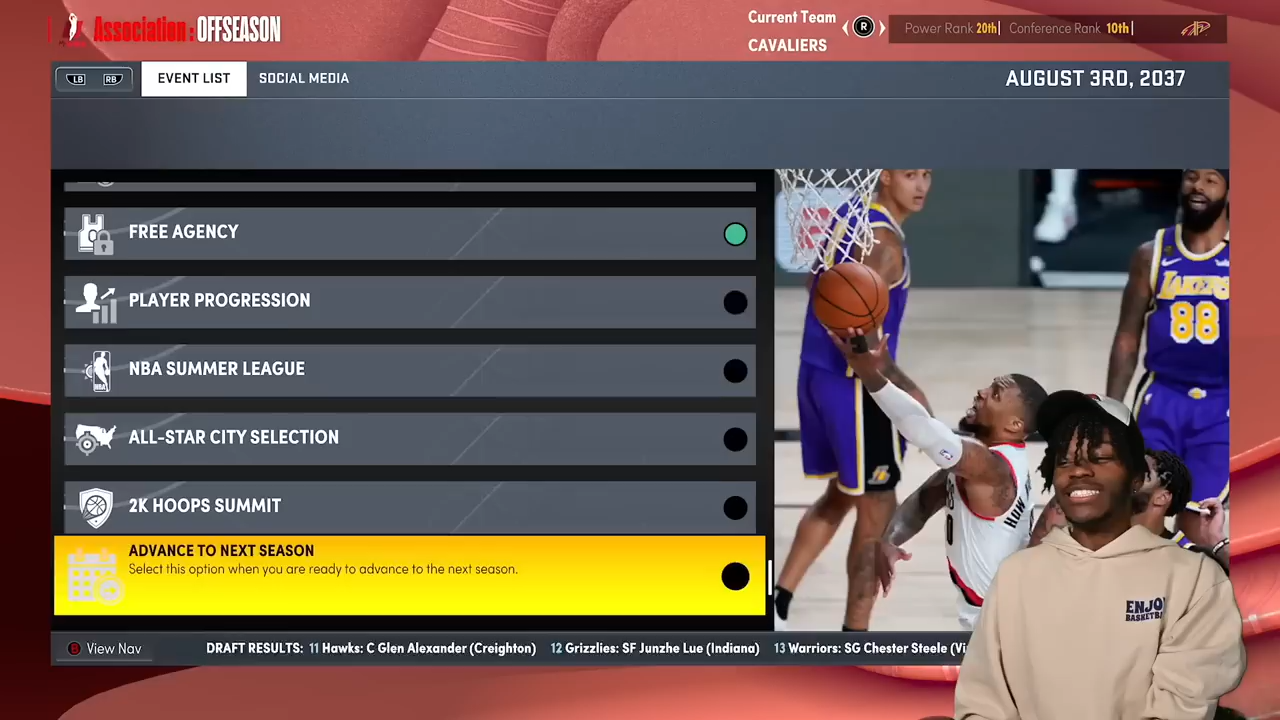 Association: OFFSEASON
Current Team
CAVALIERS
R
Power Rank 20th| Conference Rank 10th|
LB RB EVENT LIST SOCIAL MEDIA AUGUST 3RD, 2037
FREE AGENCY
PLAYER PROGRESSION
NBA SUMMER LEAGUE
ALL-STAR CITY SELECTION
2K HOOPS SUMMIT
ADVANCE TO NEXT SEASON
Select this option when you are ready to advance to the next season.
LAKERS
88
ENJOY
BASKETBALL
B View Nav DRAFT RESULTS: 11 Hawks: C Glen Alexander (Creighton) 12 Grizzlies: SF Junzhe Lue (Indiana) 13 Warriors: SG Chester Steele (Vi